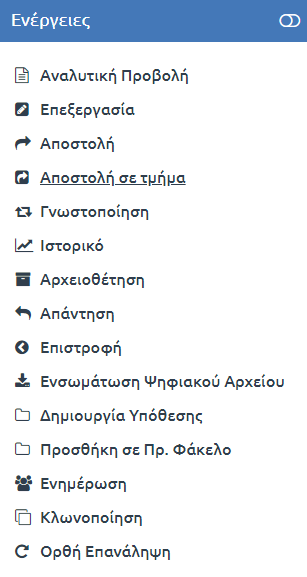 Ενέργειες
Αναλυτική Προβολή
Επεξεργασία
Αποστολή
Αποστολή σε τμήμα
Γνωστοποίηση
Ιστορικό
Αρχειοθέτηση
Απάντηση
Επιστροφή
Ενσωμάτωση Ψηφιακού Αρχείου
Δημιουργία Υπόθεσης
Προσθήκη σε Πρ. Φάκελο
Ενημέρωση
Κλωνοποίηση
Ορθή Επανάληψη